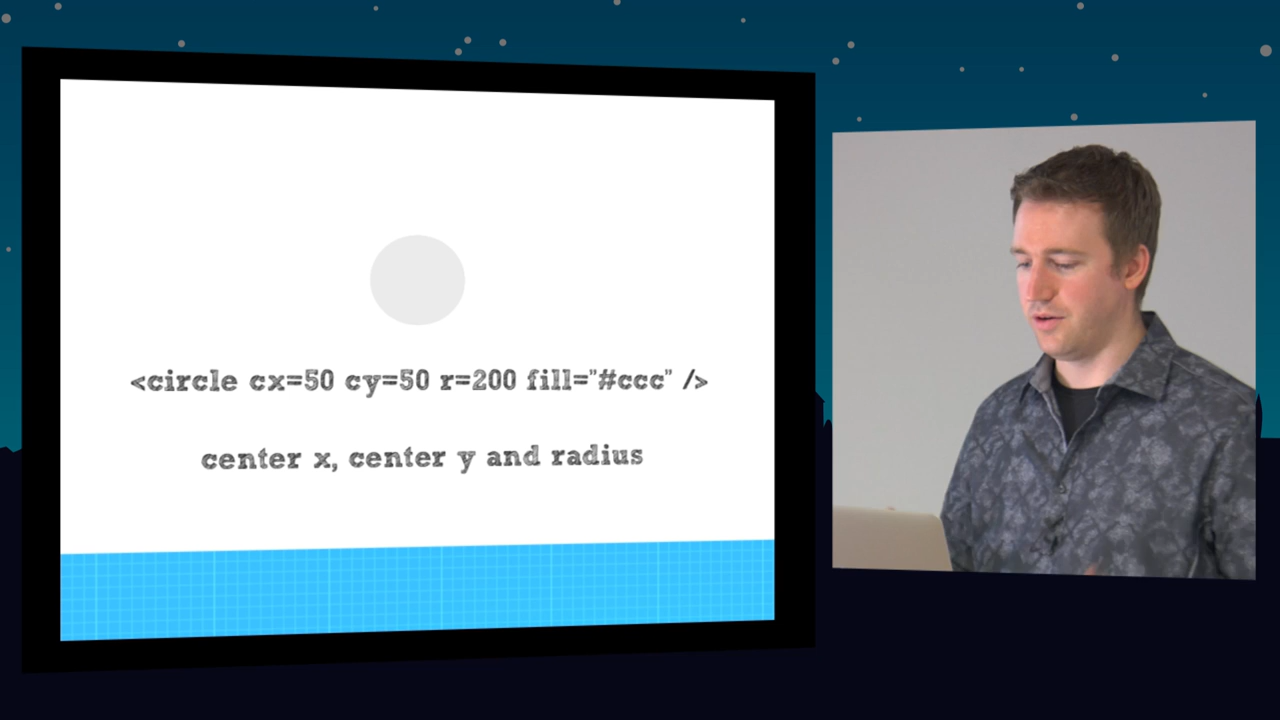 <circle cx=50 cy=50 r=200 fill="#ccc" />
center x, center y and radius